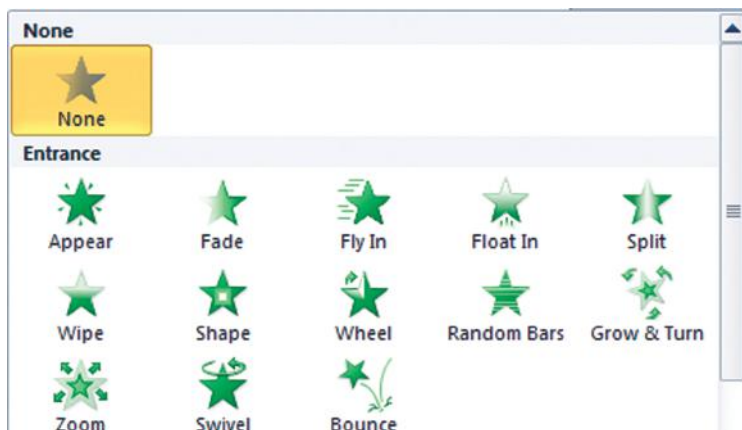 None
None
Entrance
Appear Fade Fly In Float In Split
Wipe Shape Wheel Random Bars Grow & Turn
Zoom Swivel Bounce